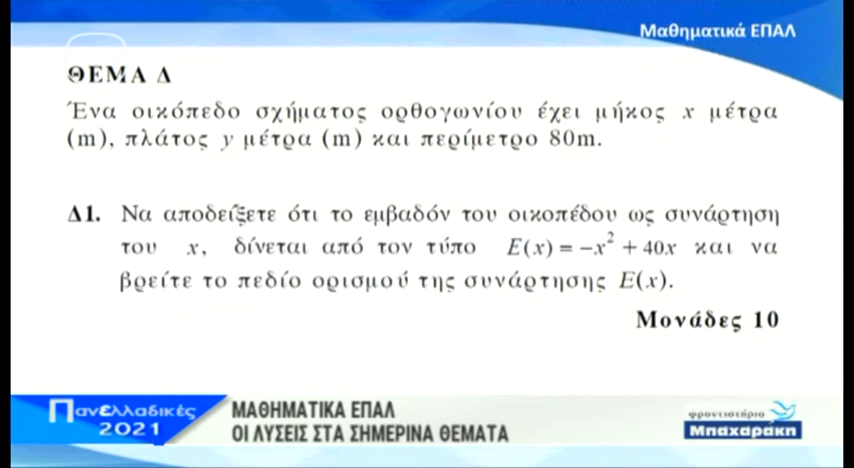 Μαθηματικά ΕΠΑΛ
ΘΕΜΑ Δ
Ένα οικόπεδο σχήματος ορθογωνίου έχει μήκος x μέτρα
(m), πλάτος y μέτρα (m) και περίμετρο 80m.
Δ1. Να αποδείξετε ότι το εμβαδόν του οικοπέδου ως συνάρτηση
του x, δίνεται από τον τύπο E(x) = −x² + 40x και να
βρείτε το πεδίο ορισμού της συνάρτησης E(x).
Μονάδες 10
Πανελλαδικές
2021
ΜΑΘΗΜΑΤΙΚΑ ΕΠΑΛ
ΟΙ ΛΥΣΕΙΣ ΣΤΑ ΣΗΜΕΡΙΝΑ ΘΕΜΑΤΑ
φροντιστήριο
Μπαχαράκη